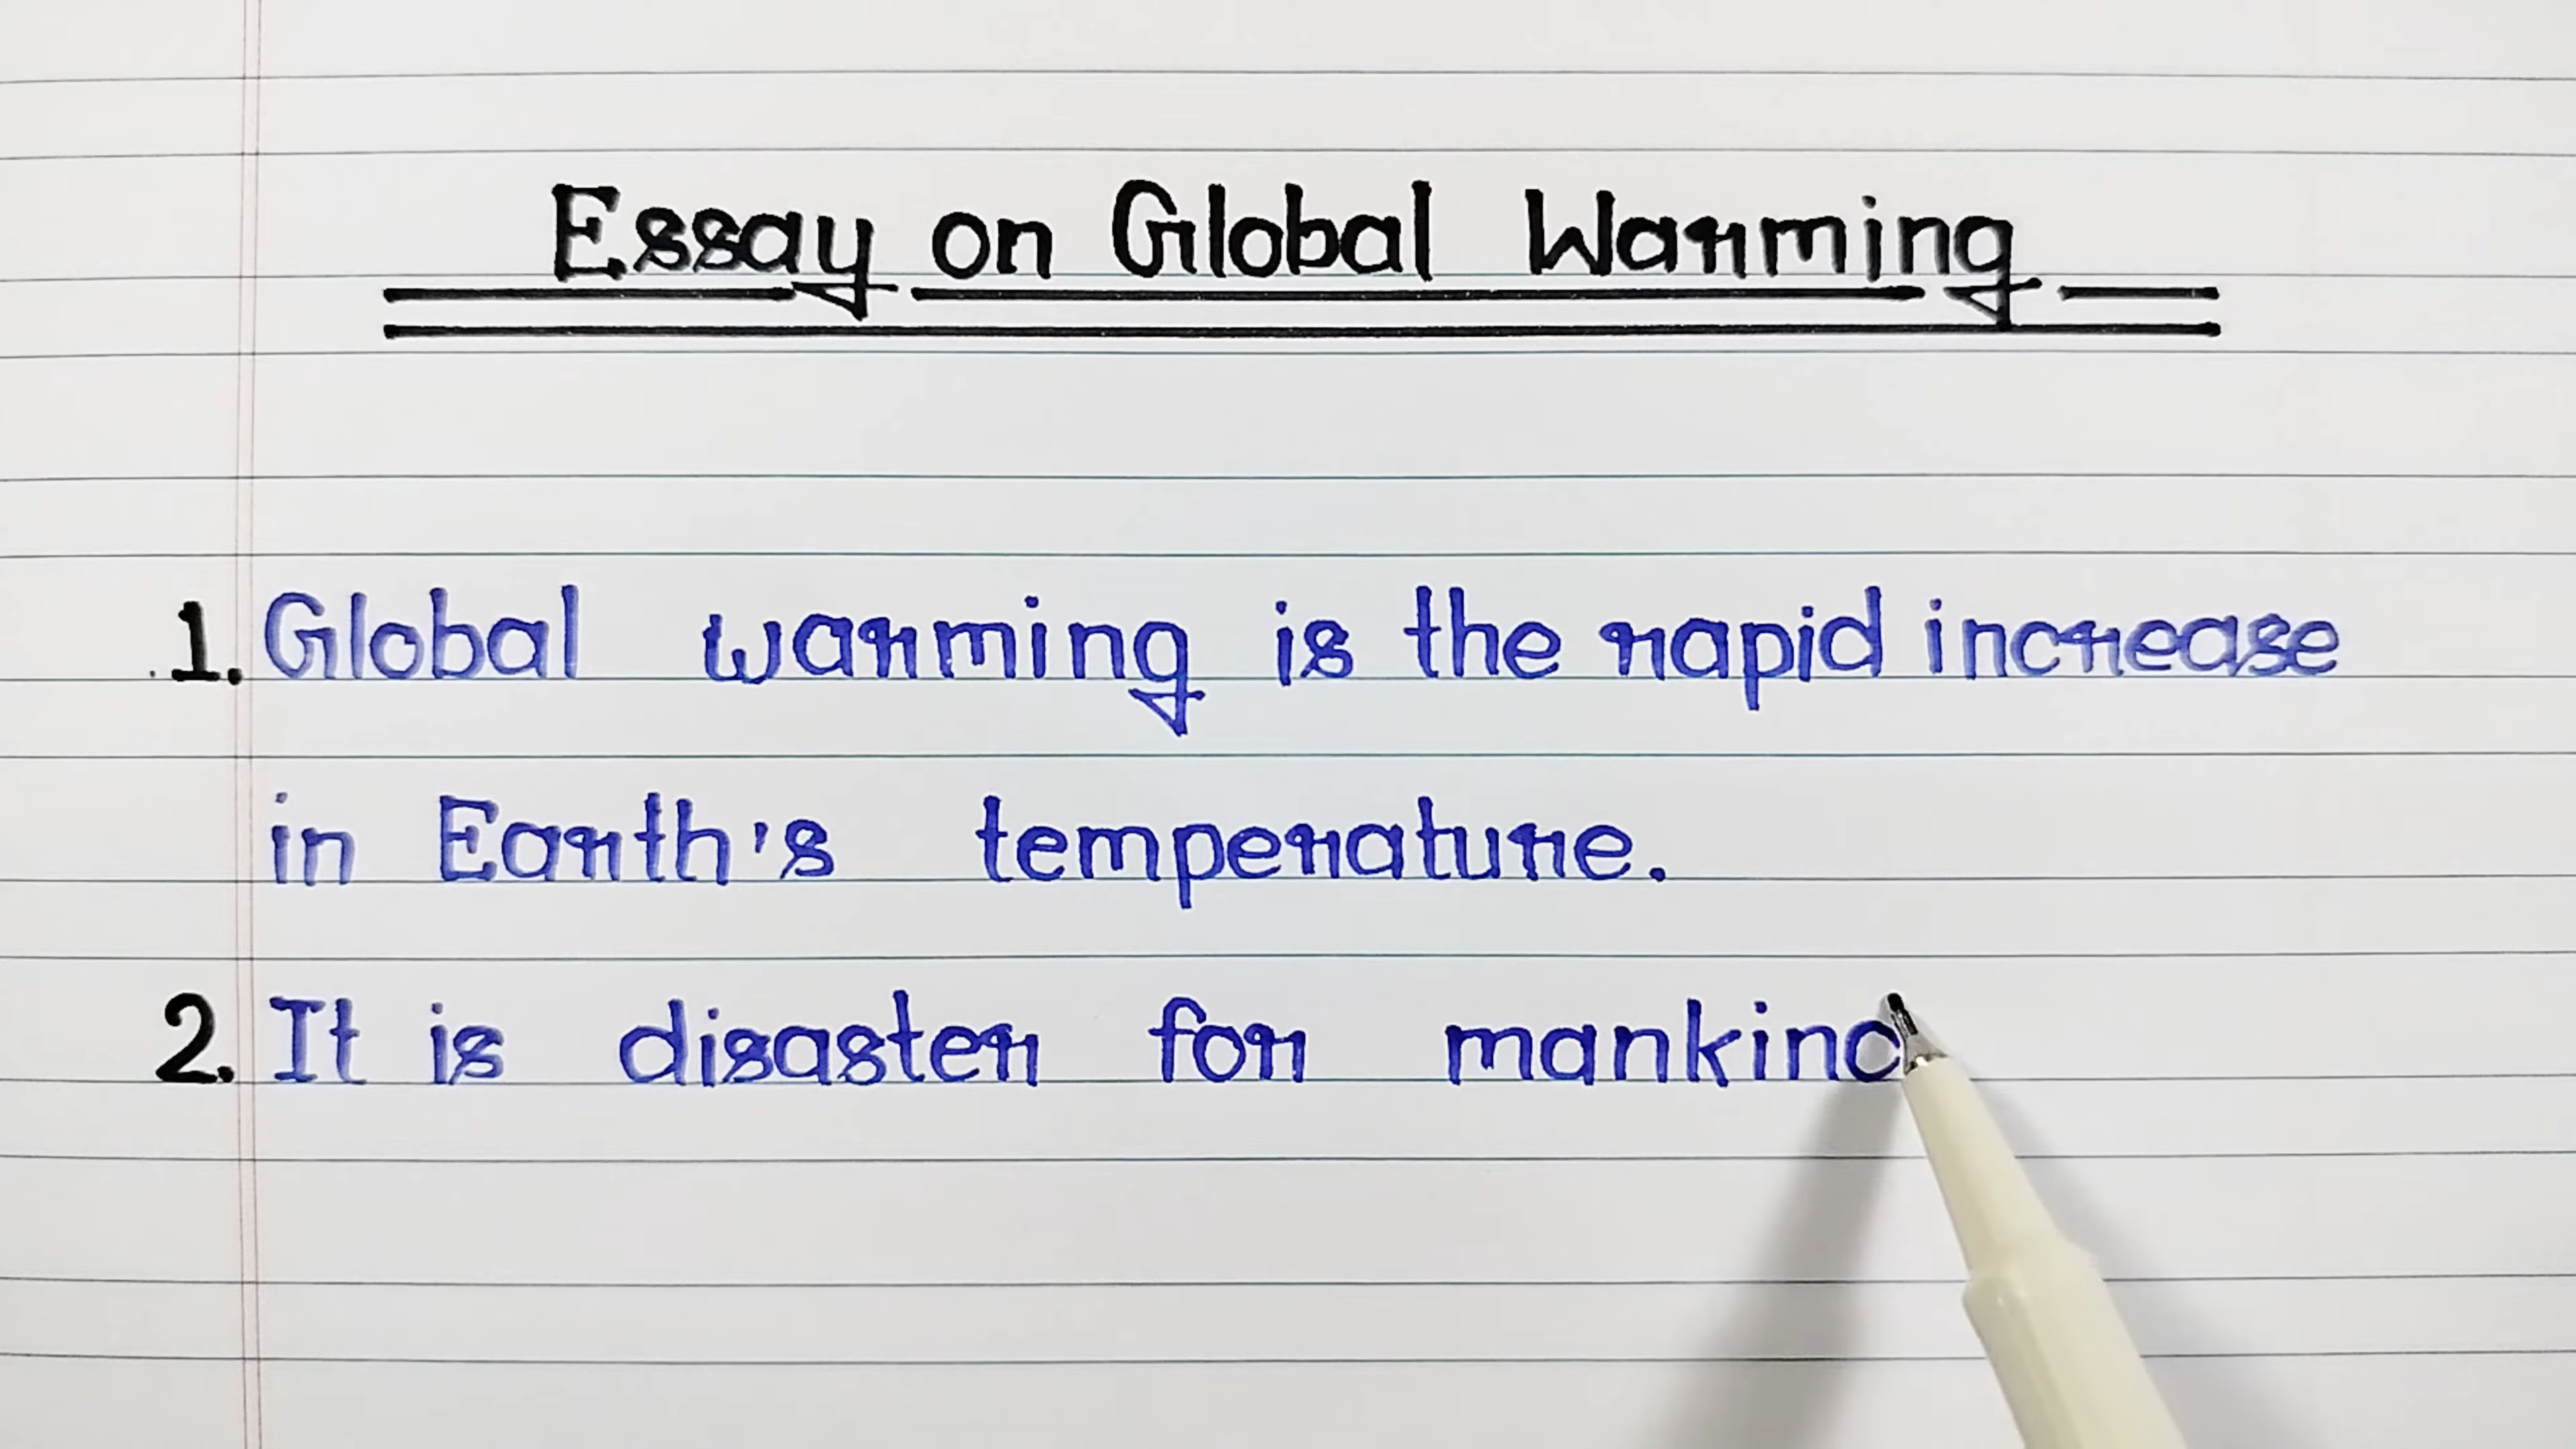 Essay on Global Warming
1. Global warming is the rapid increase
in Earth's temperature.
2. It is disaster for mankind